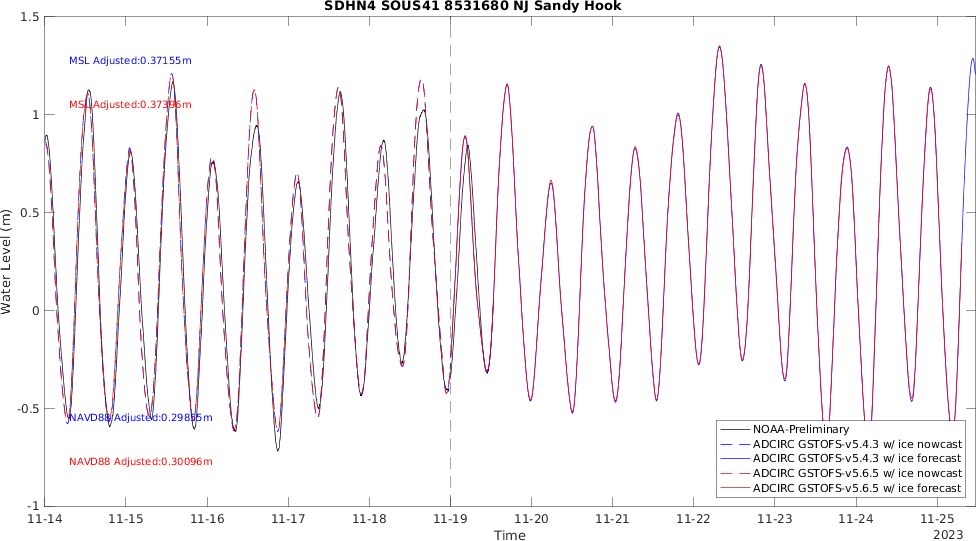 SDHN4 SOUS41 8531680 NJ Sandy Hook
1.5
1
0.5
0
-0.5
-1
Water Level (m)
MSL Adjusted:0.37155m
MSL Adjusted:0.37396m
NAVD88 Adjusted:0.29855m
NAVD88 Adjusted:0.30096m
NOAA-Preliminary
ADCIRC GSTOFS-v5.4.3 w/ ice nowcast
ADCIRC GSTOFS-v5.4.3 w/ ice forecast
ADCIRC GSTOFS-v5.6.5 w/ ice nowcast
ADCIRC GSTOFS-v5.6.5 w/ ice forecast
11-14 11-15 11-16 11-17 11-18 11-19 11-20 11-21 11-22 11-23 11-24 11-25
2023
Time